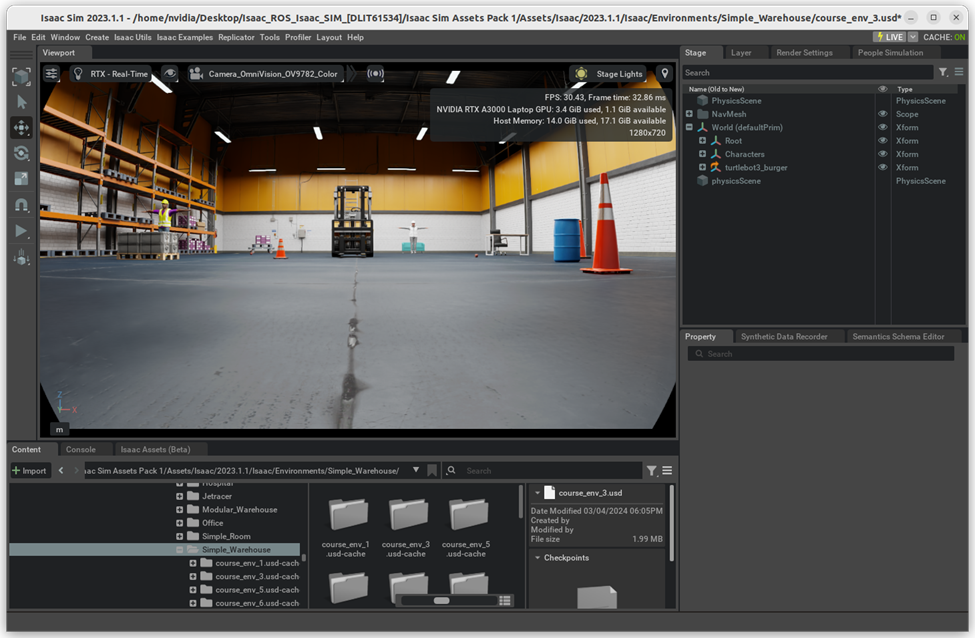 Isaac Sim 2023.1.1 - /home/nvidia/Desktop/Isaac_ROS_Isaac_SIM_[DLIT61534]/Isaac Sim Assets Pack 1/Assets/Isaac/2023.1.1/Isaac/Environments/Simple_Warehouse/course_env_3.usd*
File Edit Window Create Isaac Utils Isaac Examples Replicator Tools Profiler Layout Help
LIVE CACHE: ON
Viewport
RTX - Real-Time Camera_OmniVision_OV9782_Color Stage Lights
FPS: 30.43, Frame time: 32.86 ms
NVIDIA RTX A3000 Laptop GPU: 3.4 GiB used, 1.1 GiB available
Host Memory: 14.0 GiB used, 17.1 GiB available
1280x720
Z
Y X
m
Stage Layer Render Settings People Simulation
Search
Name (Old to New) Type
PhysicsScene PhysicsScene
NavMesh Scope
World (defaultPrim) Xform
Root Xform
Characters Xform
turtlebot3_burger Xform
physicsScene PhysicsScene
Property Synthetic Data Recorder Semantics Schema Editor
Search
Content Console Isaac Assets (Beta)
Import aac Sim Assets Pack 1/Assets/Isaac/2023.1.1/Isaac/Environments/Simple_Warehouse/ Search
Hospital
Jetracer
Modular_Warehouse
Office
Simple_Room
Simple_Warehouse
course_env_1.usd-cach
course_env_3.usd-cach
course_env_5.usd-cach
course_env_6.usd-cach
course_env_1
.usd-cache
course_env_3
.usd-cache
course_env_5
.usd-cache
course_env_3.usd
Date Modified 03/04/2024 06:05PM
Created by
Modified by
File size 1.99 MB
Checkpoints